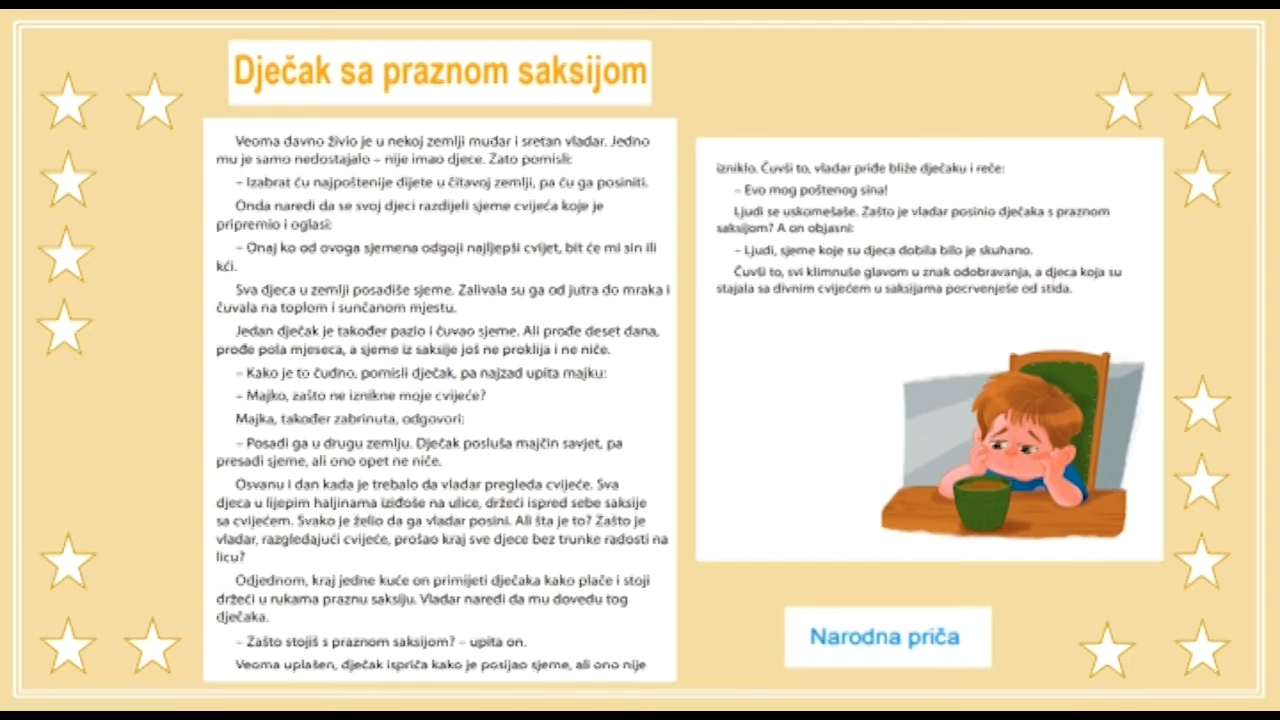 Dječak sa praznom saksijom
Veoma davno živio je u nekoj zemlji mudar i sretan vladar. Jedno
mu je samo nedostajalo – nije imao djece. Zato pomisli:
– Izabrat ću najpoštenije dijete u čitavoj zemlji, pa ću ga posiniti.
Onda naredi da se svoj djeci razdijeli sjeme cvijeća koje je
pripremio i oglasi:
– Onaj ko od ovoga sjemena odgoji najljepši cvijet, bit će mi sin ili
kći.
Sva djeca u zemlji posadiše sjeme. Zalivala su ga od jutra do mraka i
čuvala na toplom i sunčanom mjestu.
Jedan dječak je također pazio i čuvao sjeme. Ali prođe deset dana,
prođe pola mjeseca, a sjeme iz saksije još ne proklija i ne niče.
– Kako je to čudno, pomisli dječak, pa najzad upita majku:
– Majko, zašto ne iznikne moje cvijeće?
Majka, također zabrinuta, odgovori:
– Posadi ga u drugu zemlju. Dječak posluša majčin savjet, pa
presadi sjeme, ali ono opet ne niče.
Osvanu i dan kada je trebalo da vladar pregleda cvijeće. Sva
djeca u lijepim haljinama iziđoše na ulice, držeći ispred sebe saksije
sa cvijećem. Svako je želio da ga vladar posini. Ali šta je to? Zašto je
vladar, razgledajući cvijeće, prošao kraj sve djece bez trunke radosti na
licu?
Odjednom, kraj jedne kuće on primijeti dječaka kako plače i stoji
držeći u rukama praznu saksiju. Vladar naredi da mu dovedu tog
dječaka.
– Zašto stojiš s praznom saksijom? – upita on.
Veoma uplašen, dječak ispriča kako je posijao sjeme, ali ono nije
izniklo. Čuvši to, vladar priđe bliže dječaku i reče:
– Evo mog poštenog sina!
Ljudi se uskomešaše. Zašto je vladar posinio dječaka s praznom
saksijom? A on objasni:
– Ljudi, sjeme koje su djeca dobila bilo je skuhano.
Čuvši to, svi klimnuše glavom u znak odobravanja, a djeca koja su
stajala sa divnim cvijećem u saksijama pocrvenješe od stida.
Narodna priča